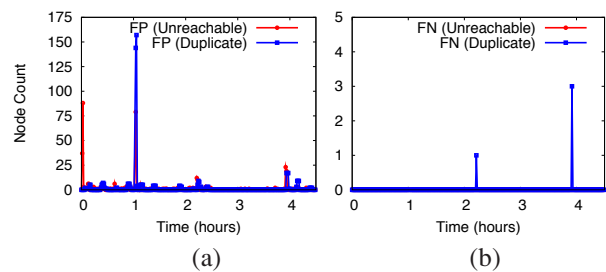 175
150
125
100
75
50
25
0
Node Count
FP (Unreachable)
FP (Duplicate)
0 1 2 3 4
Time (hours)
(a)
5
4
3
2
1
0
FN (Unreachable)
FN (Duplicate)
0 1 2 3 4
Time (hours)
(b)